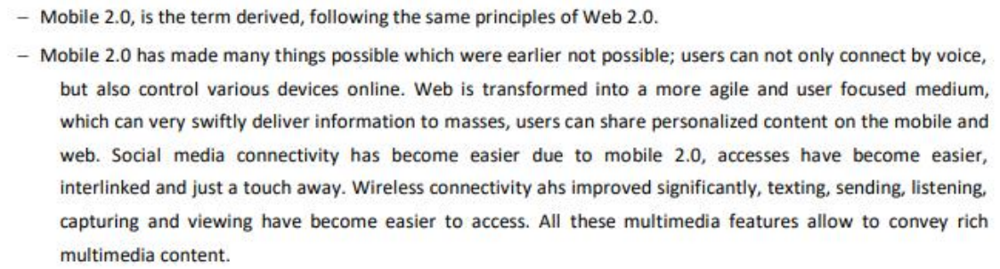 – Mobile 2.0, is the term derived, following the same principles of Web 2.0.
– Mobile 2.0 has made many things possible which were earlier not possible; users can not only connect by voice,
but also control various devices online. Web is transformed into a more agile and user focused medium,
which can very swiftly deliver information to masses, users can share personalized content on the mobile and
web. Social media connectivity has become easier due to mobile 2.0, accesses have become easier,
interlinked and just a touch away. Wireless connectivity ahs improved significantly, texting, sending, listening,
capturing and viewing have become easier to access. All these multimedia features allow to convey rich
multimedia content.